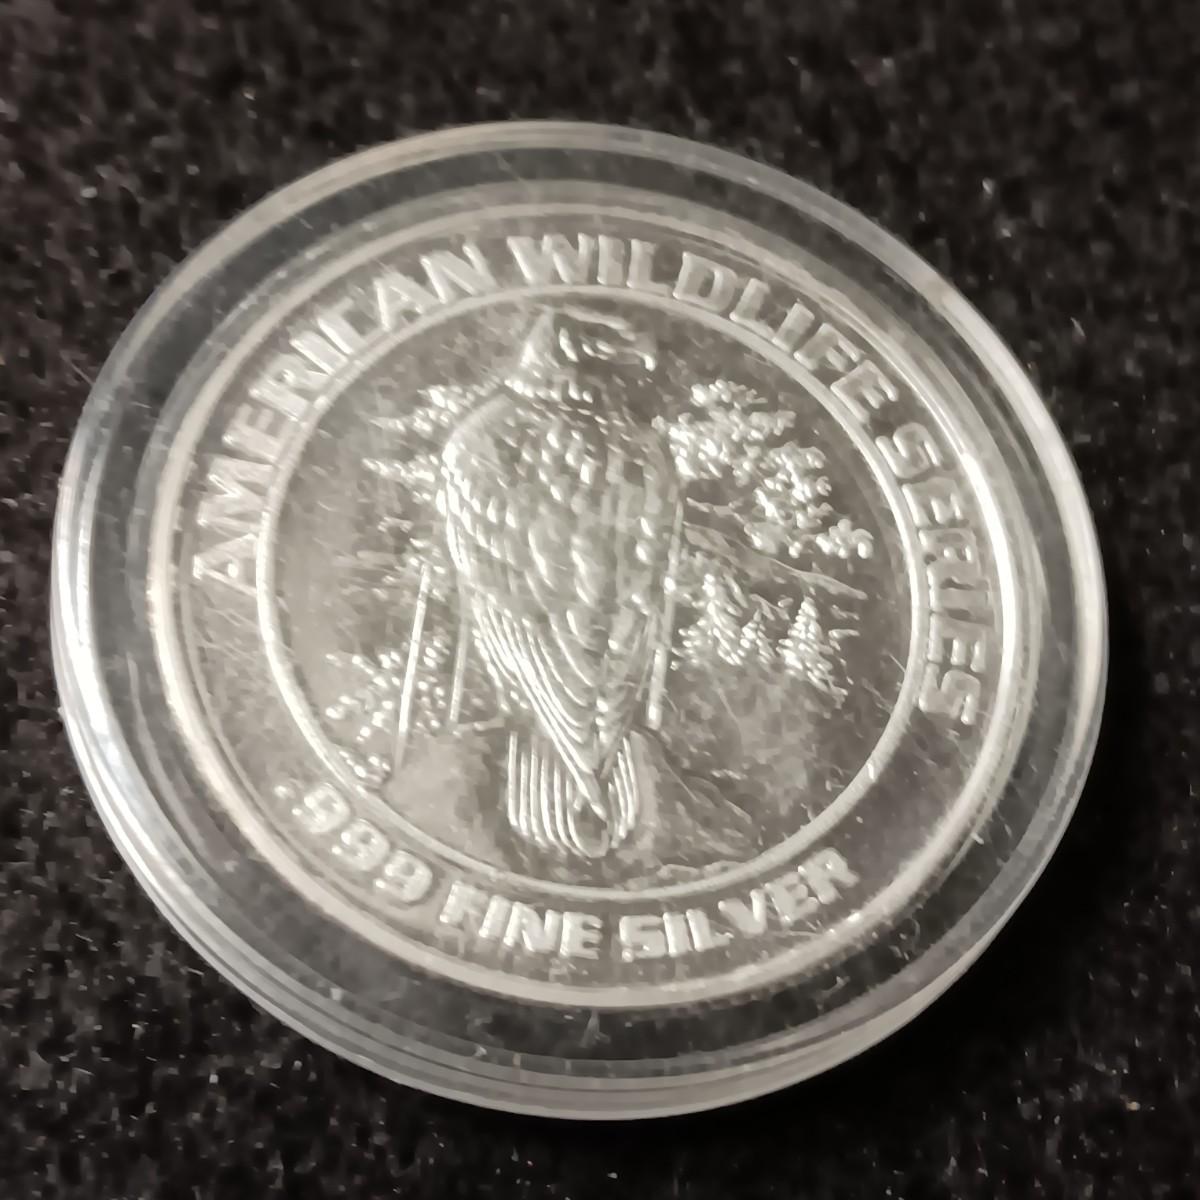 AMERICAN WILDLIFE SERIES
.999 FINE SILVER